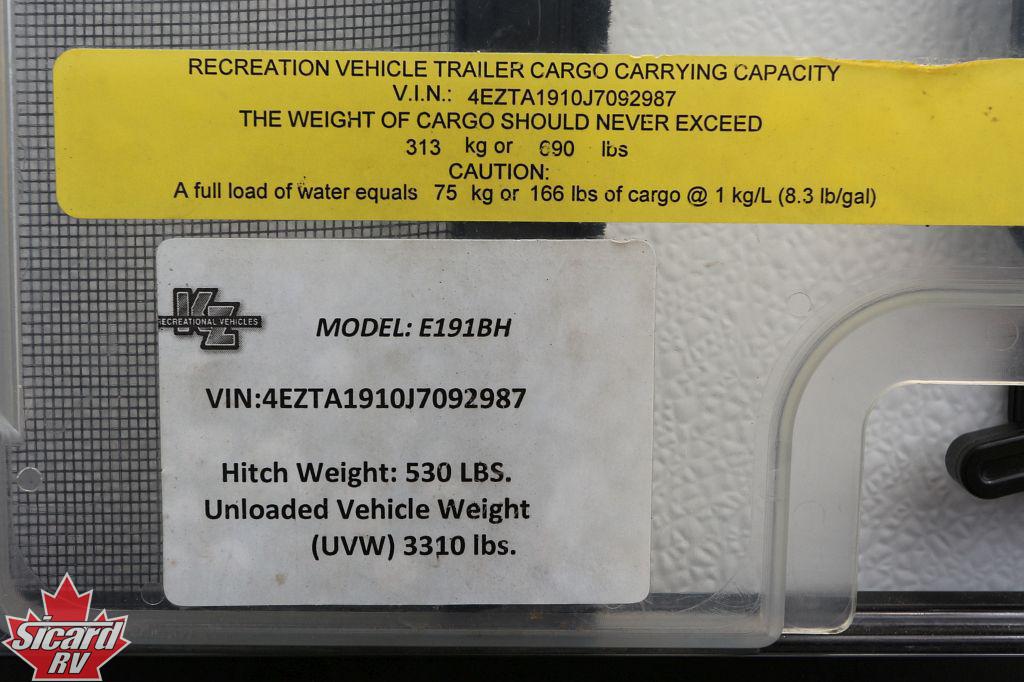 RECREATION VEHICLE TRAILER CARGO CARRYING CAPACITY
V.I.N.: 4EZTA1910J7092987
THE WEIGHT OF CARGO SHOULD NEVER EXCEED
313 kg or 690 lbs
CAUTION:
A full load of water equals 75 kg or 166 lbs of cargo @ 1 kg/L (8.3 lb/gal)
KZ
RECREATIONAL VEHICLES
MODEL: E191BH
VIN:4EZTA1910J7092987
Hitch Weight: 530 LBS.
Unloaded Vehicle Weight
(UVW) 3310 lbs.
Sicard
RV